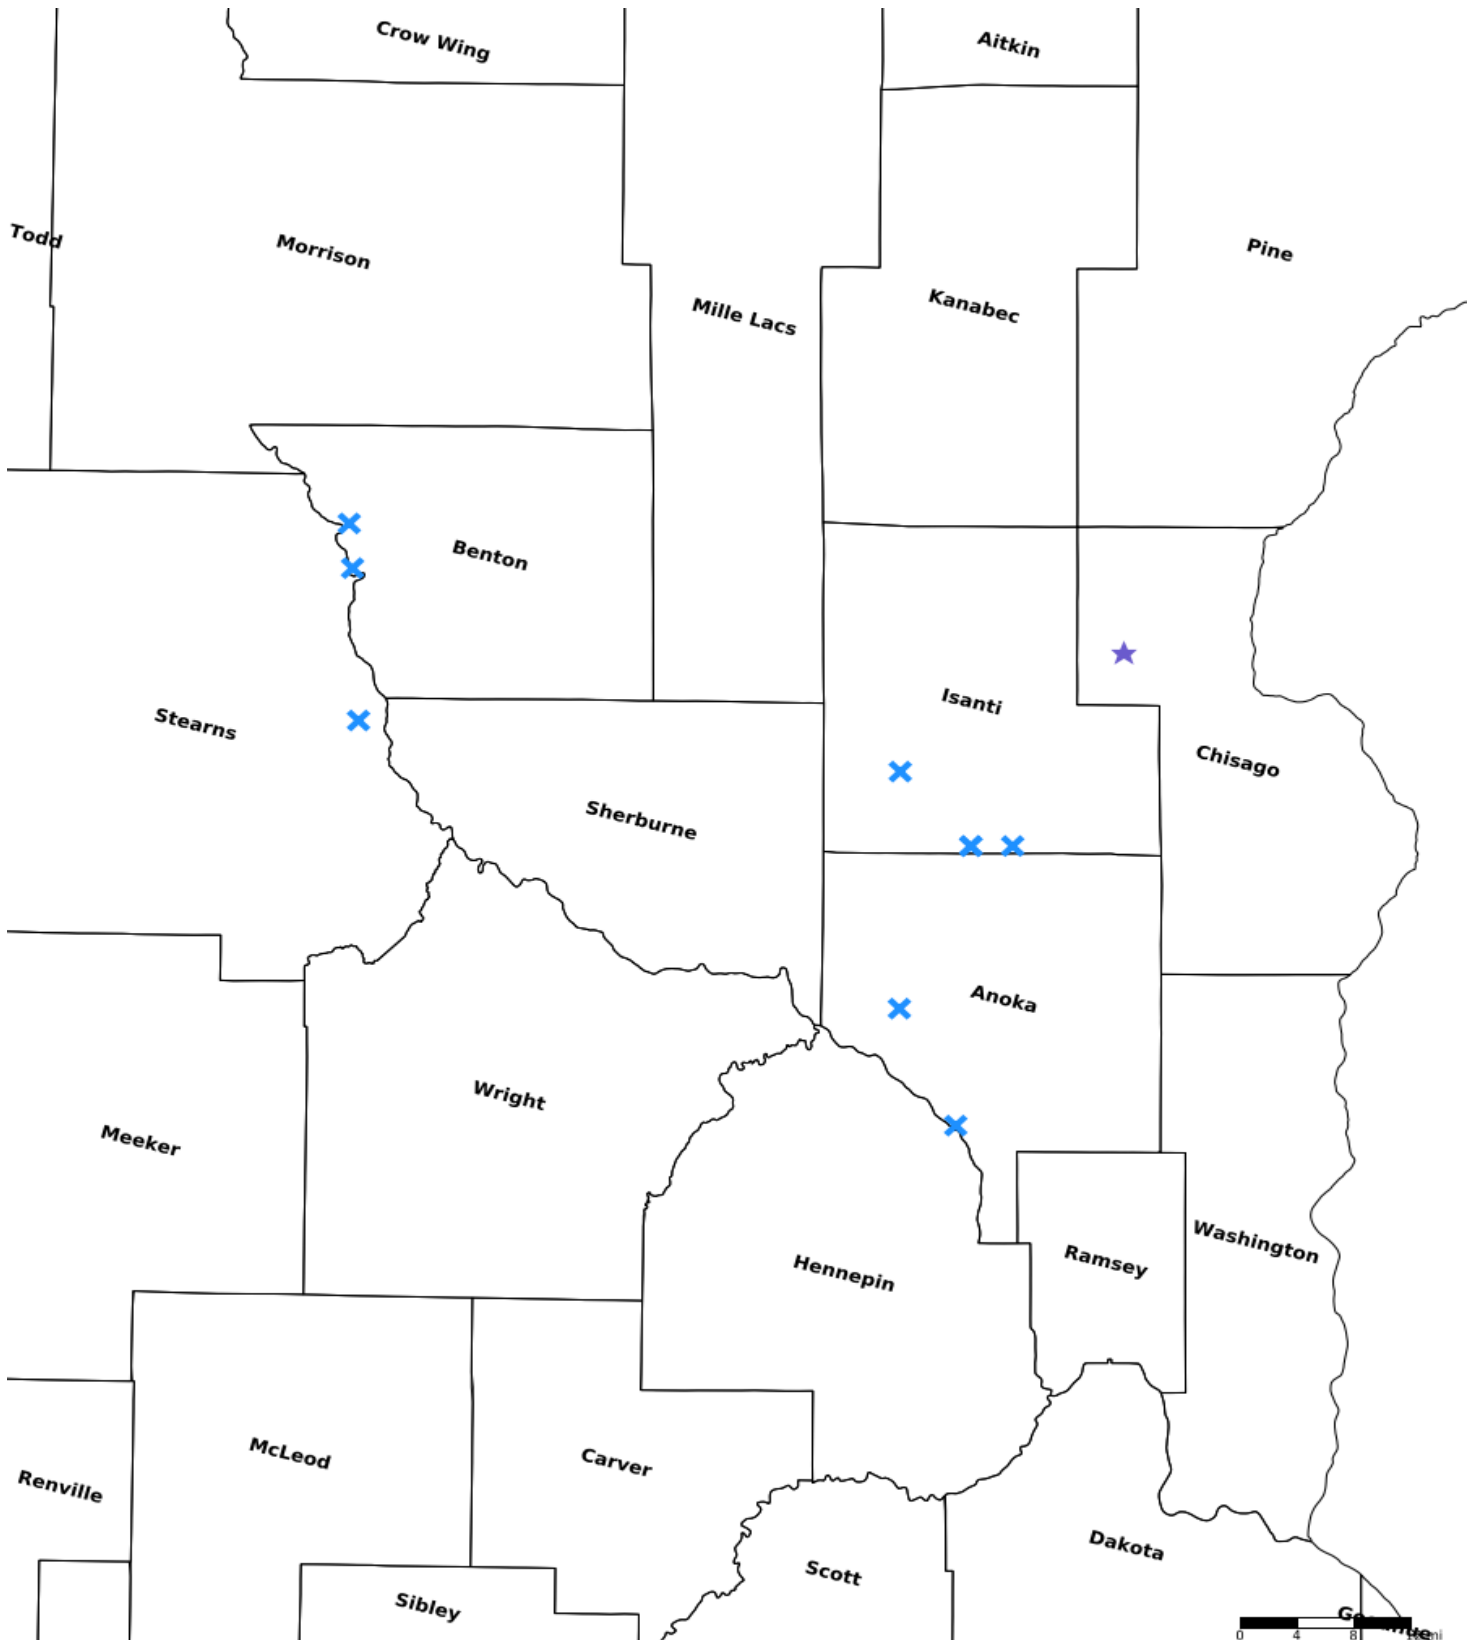 Crow Wing
Aitkin
Todd
Morrison
Pine
Mille Lacs
Kanabec
Benton
Stearns
Isanti
Chisago
Sherburne
Anoka
Wright
Meeker
Washington
Ramsey
Hennepin
McLeod
Carver
Renville
Dakota
Scott
Sibley
0 4 8 mi